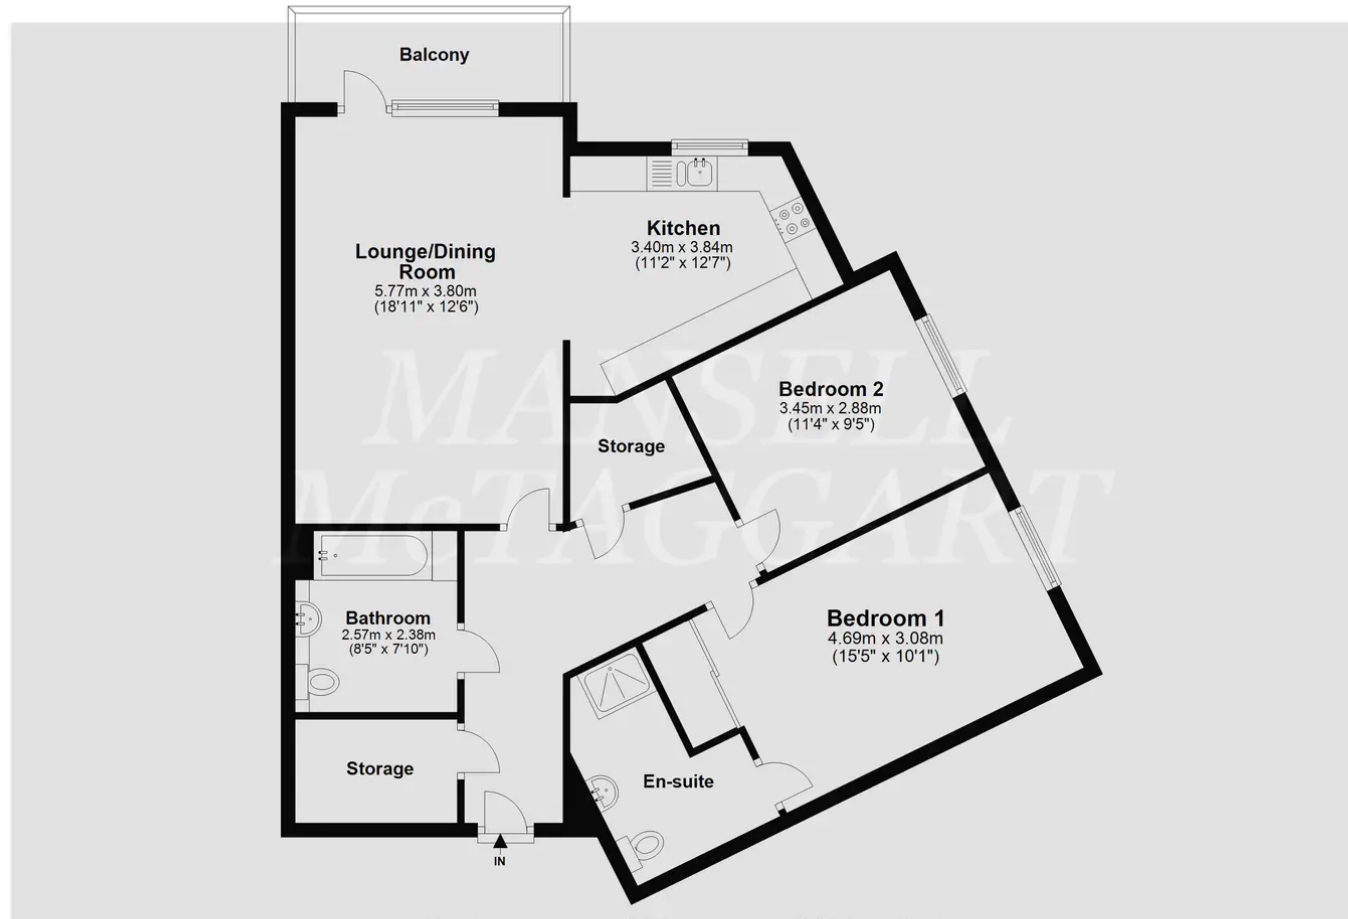 Balcony
Lounge/Dining
Room
5.77m x 3.80m
(18'11" x 12'6")
Kitchen
3.40m x 3.84m
(11'2" x 12'7")
Bedroom 2
3.45m x 2.88m
(11'4" x 9'5")
Storage
MANSELL
McTAGGART
Bathroom
2.57m x 2.38m
(8'5" x 7'10")
Bedroom 1
4.69m x 3.08m
(15'5" x 10'1")
Storage
En-suite
IN